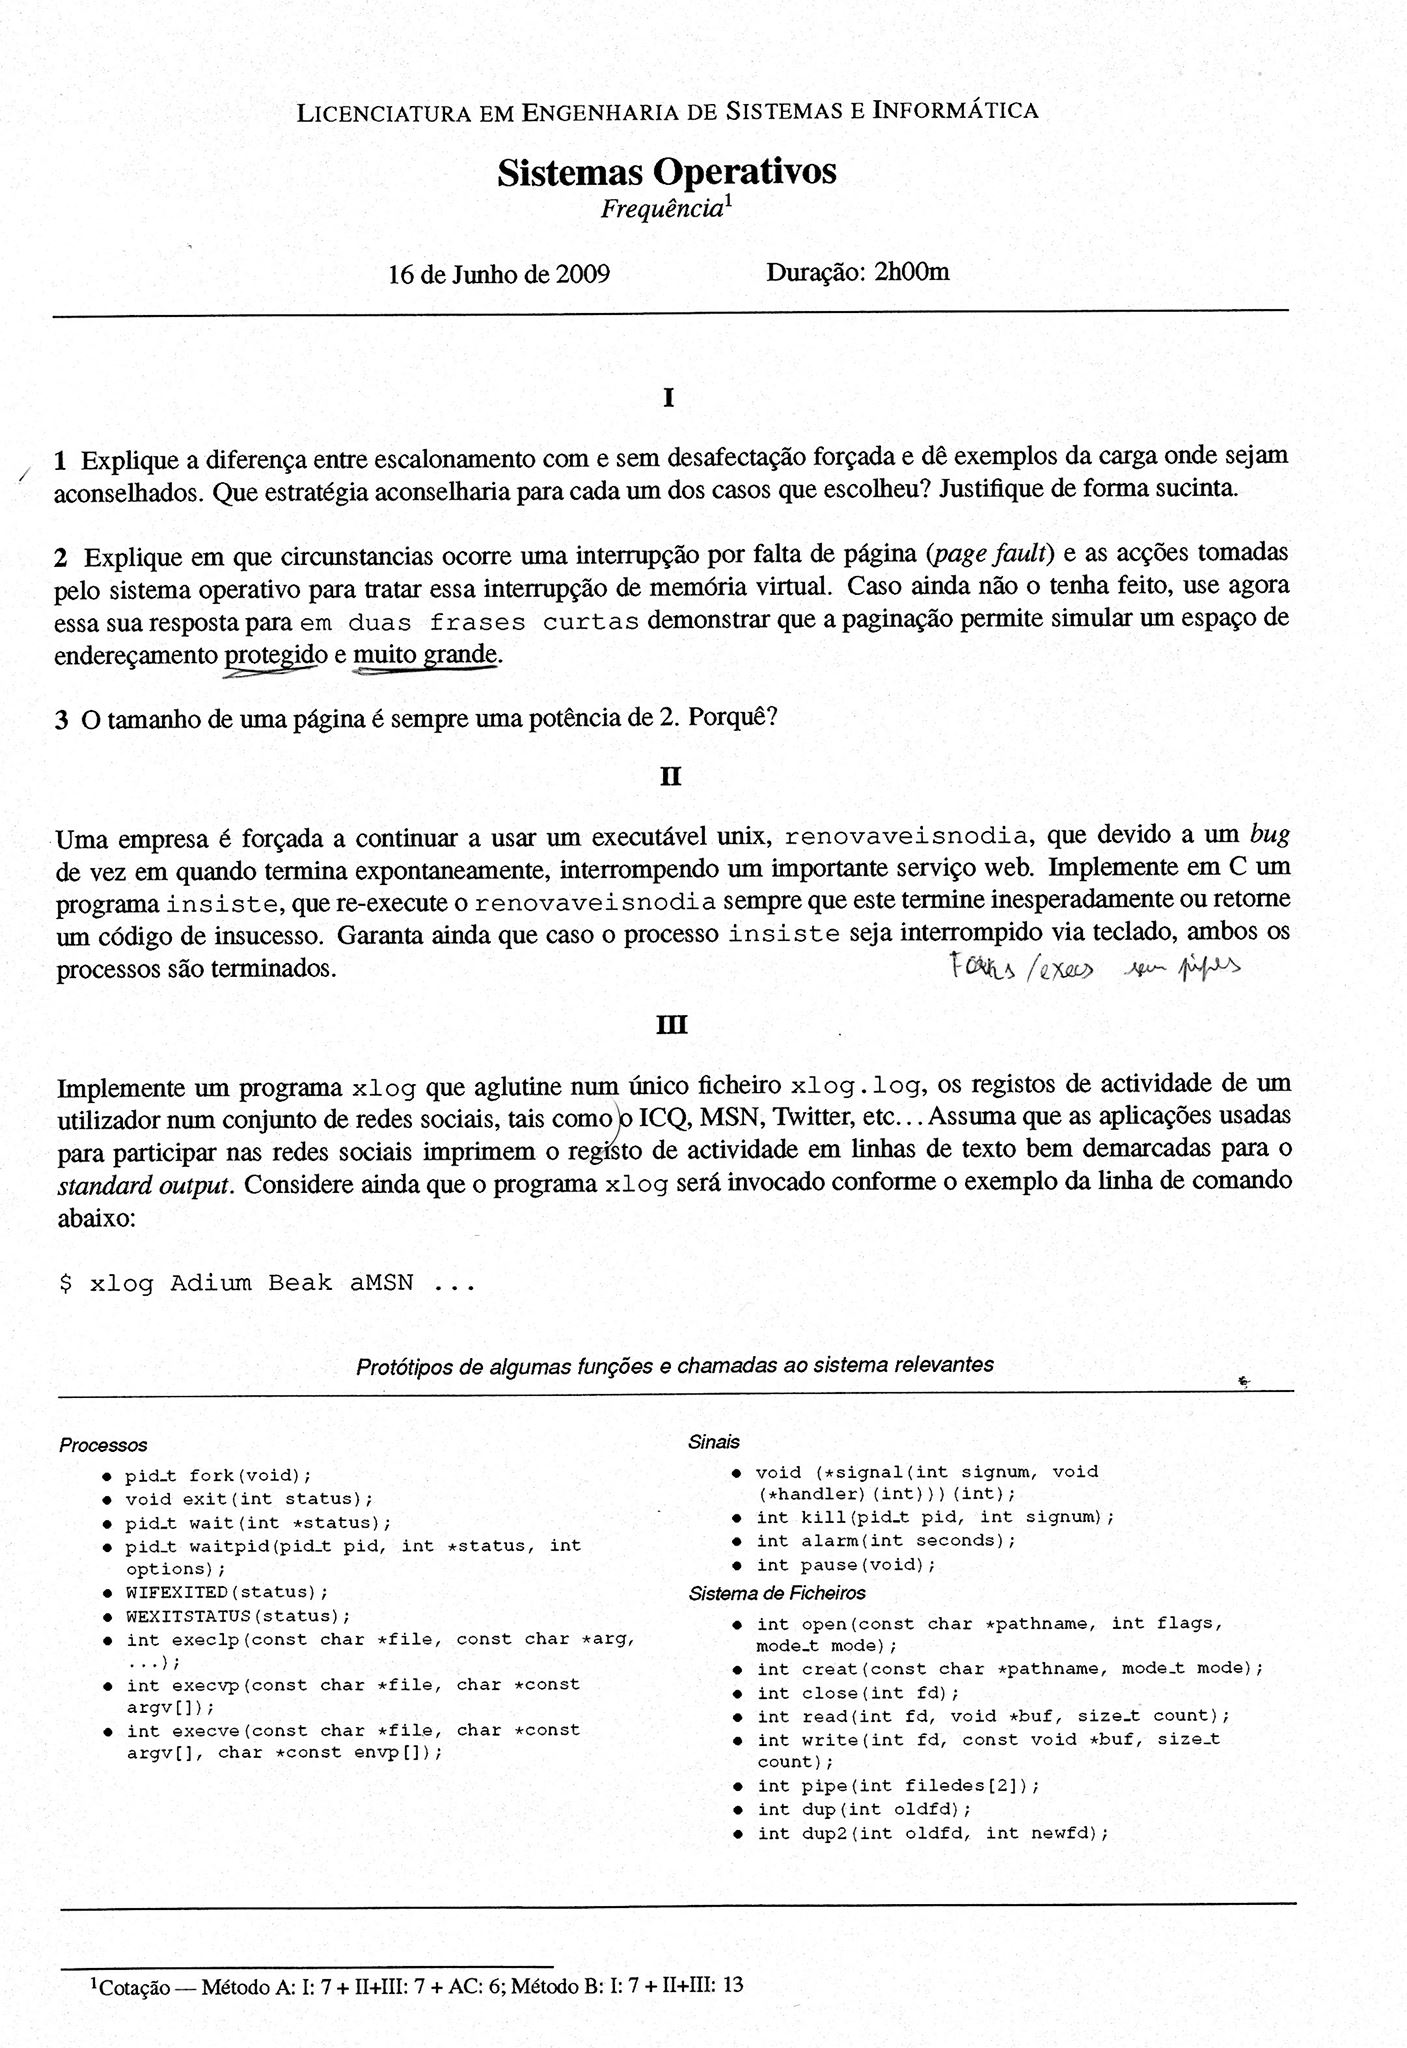 LICENCIATURA EM ENGENHARIA DE SISTEMAS E INFORMÁTICA
Sistemas Operativos
Frequência1
16 de Junho de 2009 Duração: 2h00m
I
1 Explique a diferença entre escalonamento com e sem desafectação forçada e dê exemplos da carga onde sejam
aconselhados. Que estratégia aconselharia para cada um dos casos que escolheu? Justifique de forma sucinta.
2 Explique em que circunstancias ocorre uma interrupção por falta de página (page fault) e as acções tomadas
pelo sistema operativo para tratar essa interrupção de memória virtual. Caso ainda não o tenha feito, use agora
essa sua resposta para em duas frases curtas demonstrar que a paginação permite simular um espaço de
endereçamento protegido e muito grande.
3 O tamanho de uma página é sempre uma potência de 2. Porquê?
II
Uma empresa é forçada a continuar a usar um executável unix, renovaveisnodia, que devido a um bug
de vez em quando termina expontaneamente, interrompendo um importante serviço web. Implemente em C um
programa insiste, que re-execute o renovaveisnodia sempre que este termine inesperadamente ou retorne
um código de insucesso. Garanta ainda que caso o processo insiste seja interrompido via teclado, ambos os
processos são terminados.
Forks /execs sem pipes
III
Implemente um programa xlog que aglutine num único ficheiro xlog.log, os registos de actividade de um
utilizador num conjunto de redes sociais, tais como o ICQ, MSN, Twitter, etc... Assuma que as aplicações usadas
para participar nas redes sociais imprimem o registo de actividade em linhas de texto bem demarcadas para o
standard output. Considere ainda que o programa xlog será invocado conforme o exemplo da linha de comando
abaixo:
$ xlog Adium Beak aMSN ...
Protótipos de algumas funções e chamadas ao sistema relevantes
Processos
• pid_t fork(void);
• void exit(int status);
• pid_t wait(int *status);
• pid_t waitpid(pid_t pid, int *status, int
options);
• WIFEXITED(status);
• WEXITSTATUS(status);
• int execlp(const char *file, const char *arg,
...);
• int execvp(const char *file, char *const
argv[]);
• int execve(const char *file, char *const
argv[], char *const envp[]);
Sinais
• void (*signal(int signum, void
(*handler)(int)))(int);
• int kill(pid_t pid, int signum);
• int alarm(int seconds);
• int pause(void);
Sistema de Ficheiros
• int open(const char *pathname, int flags,
mode_t mode);
• int creat(const char *pathname, mode_t mode);
• int close(int fd);
• int read(int fd, void *buf, size_t count);
• int write(int fd, const void *buf, size_t
count);
• int pipe(int filedes[2]);
• int dup(int oldfd);
• int dup2(int oldfd, int newfd);
1Cotação — Método A: I: 7 + II+III: 7 + AC: 6; Método B: I: 7 + II+III: 13